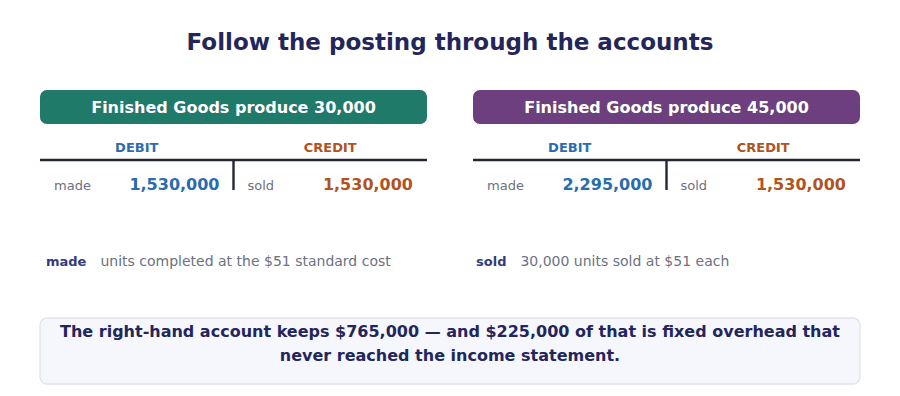 Follow the posting through the accounts
Finished Goods produce 30,000
Finished Goods produce 45,000
DEBIT CREDIT
DEBIT CREDIT
made 1,530,000 sold 1,530,000
made 2,295,000 sold 1,530,000
made units completed at the $51 standard cost
sold 30,000 units sold at $51 each
The right-hand account keeps $765,000 — and $225,000 of that is fixed overhead that
never reached the income statement.